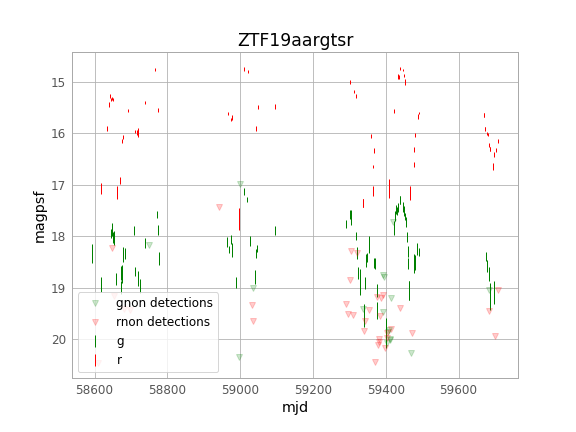 ZTF19aargtsr
magpsf
15
16
17
18
19
20
gnon detections
rnon detections
g
r
58600 58800 59000 59200 59400 59600
mjd